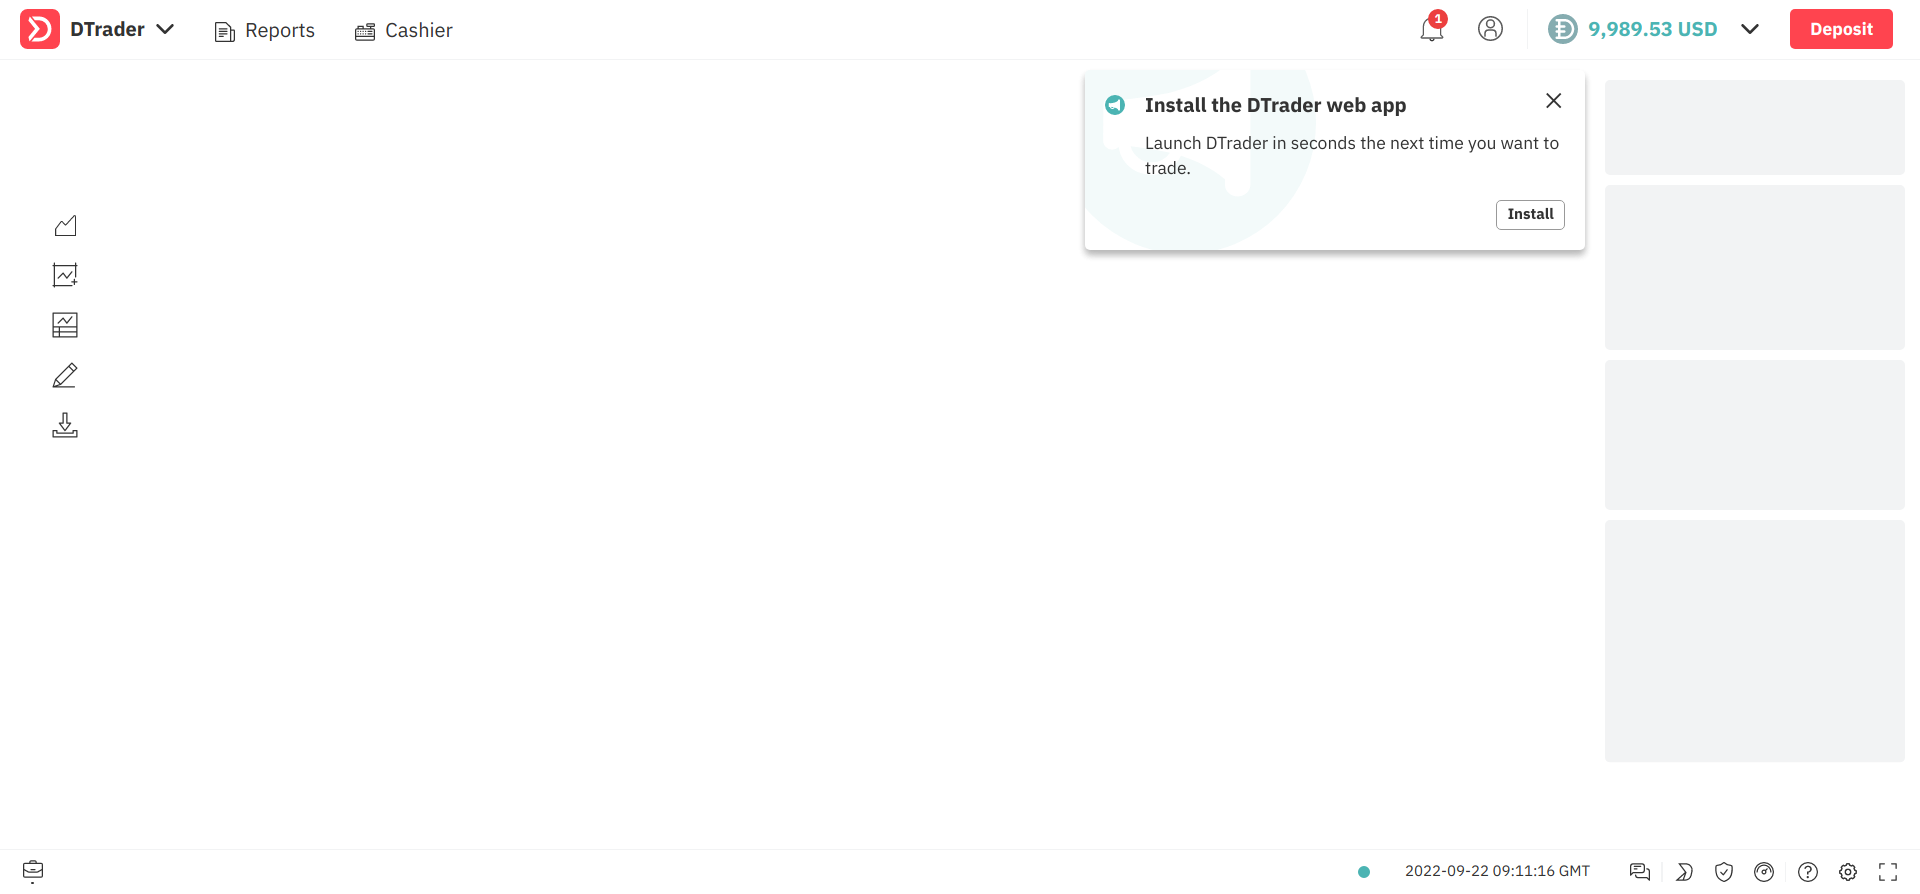 DTrader
Reports
Cashier
1
9,989.53 USD
Deposit
Install the DTrader web app
Launch DTrader in seconds the next time you want to
trade.
Install
2022-09-22 09:11:16 GMT